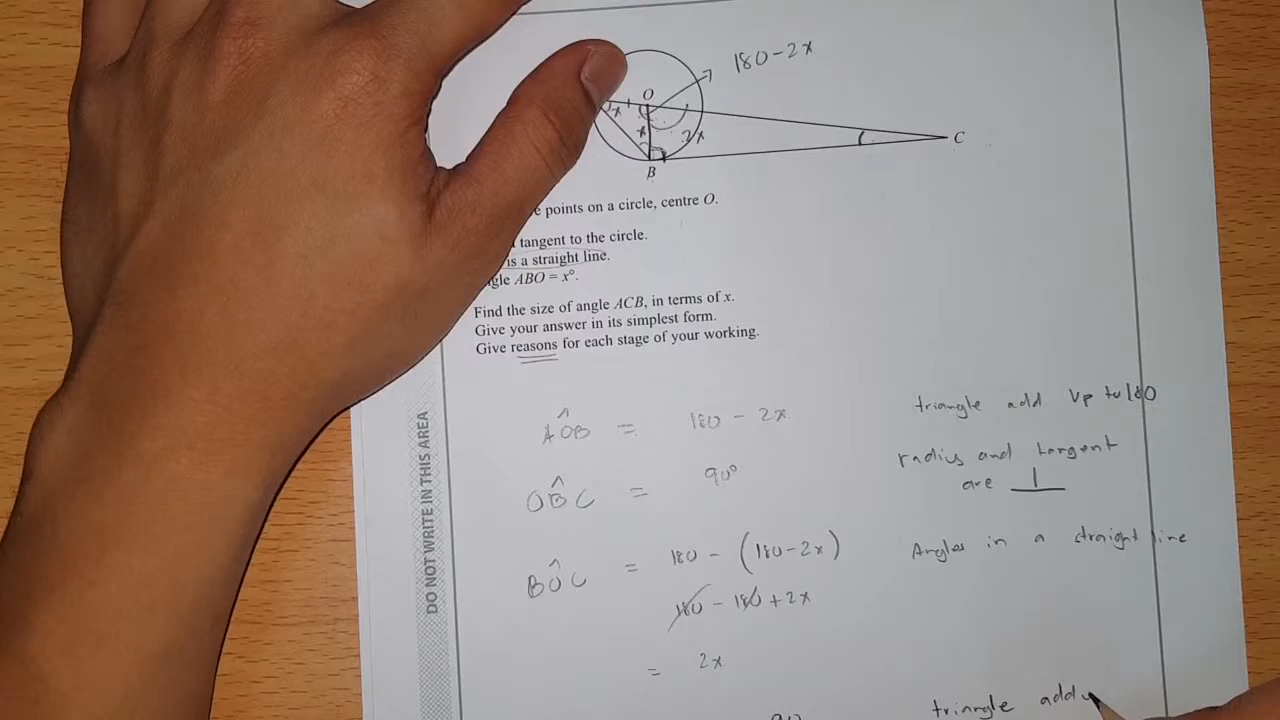 180-2x
O
x
x
2x
C
B
points on a circle, centre O.
tangent to the circle.
is a straight line.
ABO = x°.
Find the size of angle ACB, in terms of x.
Give your answer in its simplest form.
Give reasons for each stage of your working.
AÔB = 180 - 2x triangle add up to 180
OB̂C = 90° radius and tangent
are ⊥
BÔC = 180 - (180-2x) Angles in a straight line
180 - 180 + 2x
= 2x
90 triangle add
DO NOT WRITE IN THIS AREA